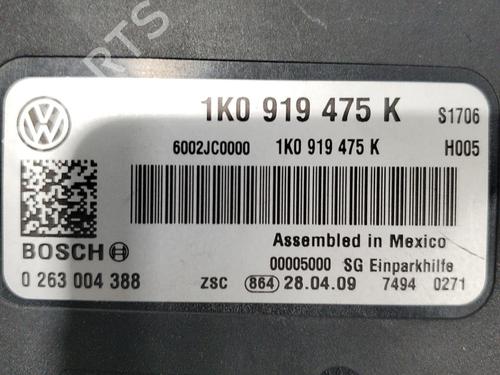 1K0 919 475 K S1706
6002JC0000 1K0 919 475 K H005
BOSCH
Assembled in Mexico
00005000 SG Einparkhilfe
0 263 004 388 ZSC 864 28.04.09 7494 0271
B-PARTS